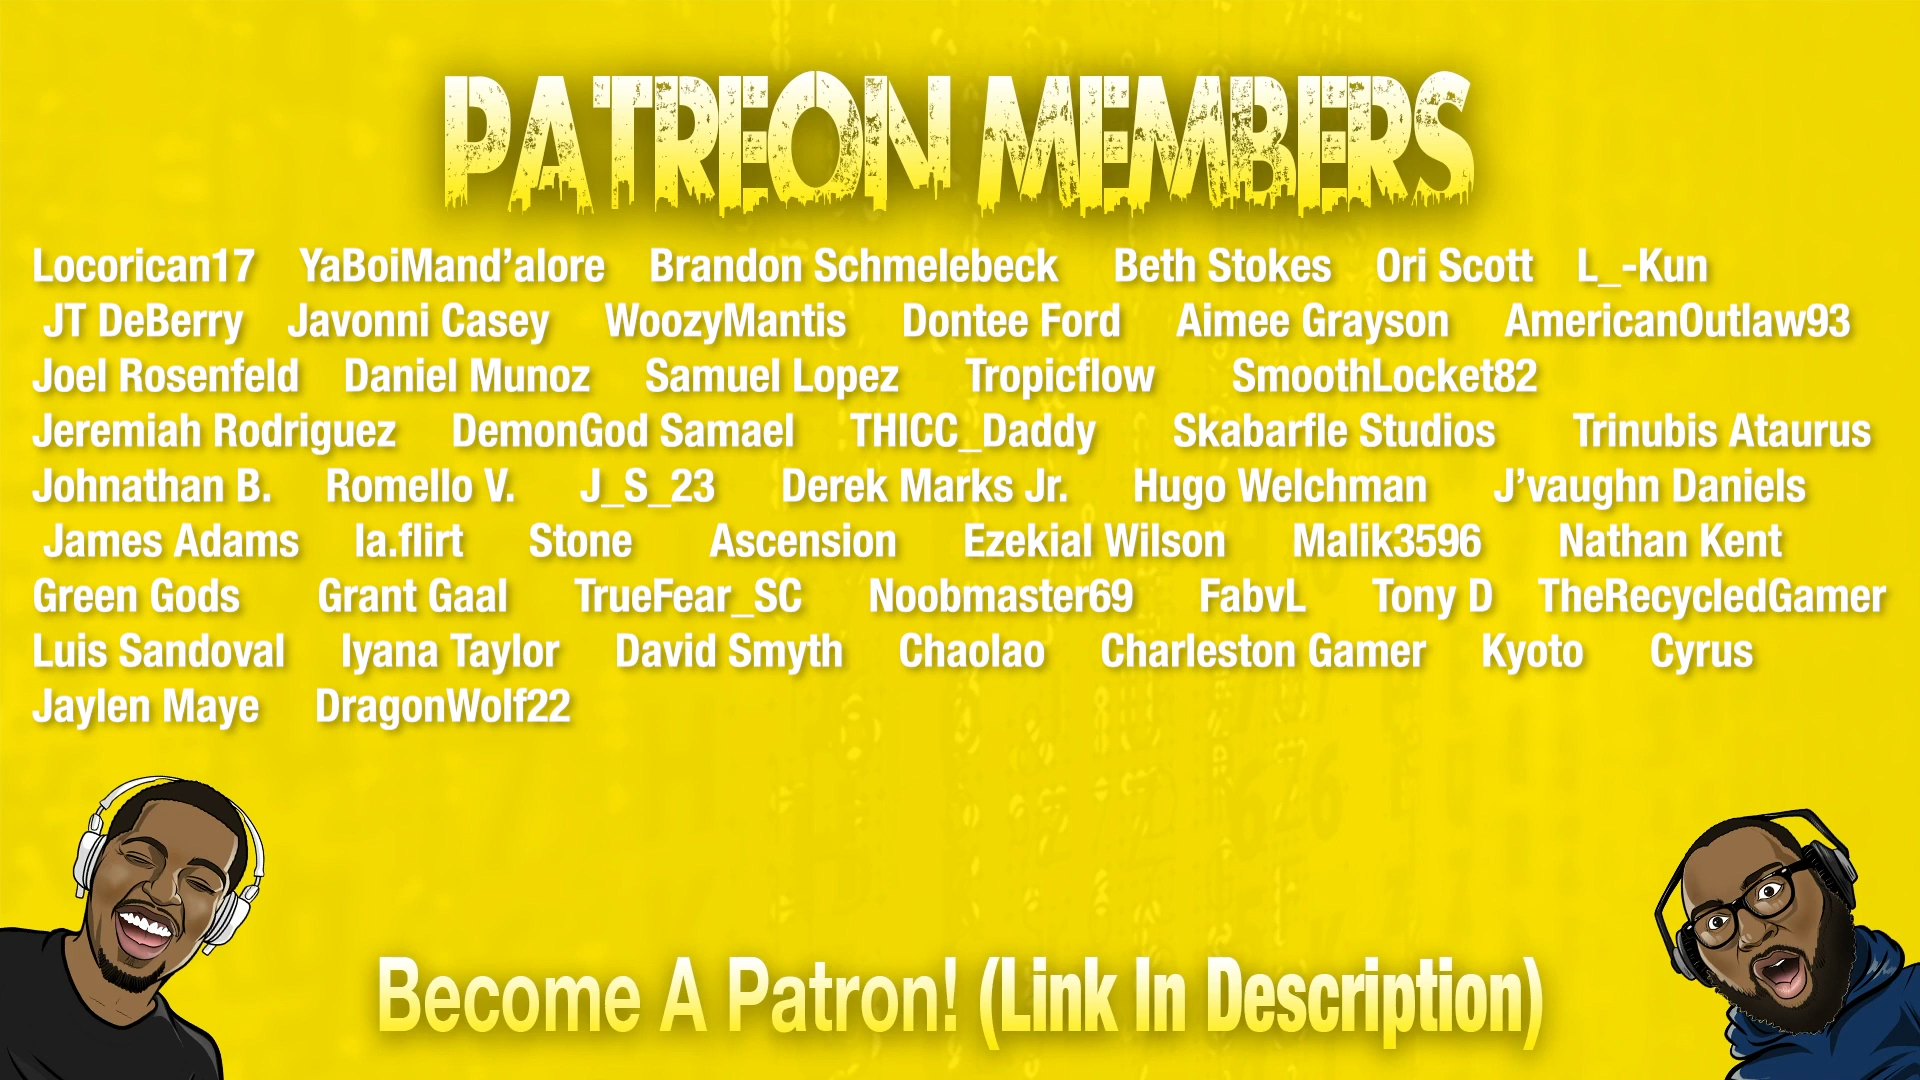 PATREON MEMBERS
Locorican17 YaBoiMand’alore Brandon Schmelebeck Beth Stokes Ori Scott L_-Kun
JT DeBerry Javonni Casey WoozyMantis Dontee Ford Aimee Grayson AmericanOutlaw93
Joel Rosenfeld Daniel Munoz Samuel Lopez Tropicflow SmoothLocket82
Jeremiah Rodriguez DemonGod Samael THICC_Daddy Skabarfle Studios Trinubis Ataurus
Johnathan B. Romello V. J_S_23 Derek Marks Jr. Hugo Welchman J’vaughn Daniels
James Adams la.flirt Stone Ascension Ezekial Wilson Malik3596 Nathan Kent
Green Gods Grant Gaal TrueFear_SC Noobmaster69 FabvL Tony D TheRecycledGamer
Luis Sandoval Iyana Taylor David Smyth Chaolao Charleston Gamer Kyoto Cyrus
Jaylen Maye DragonWolf22
Become A Patron! (Link In Description)